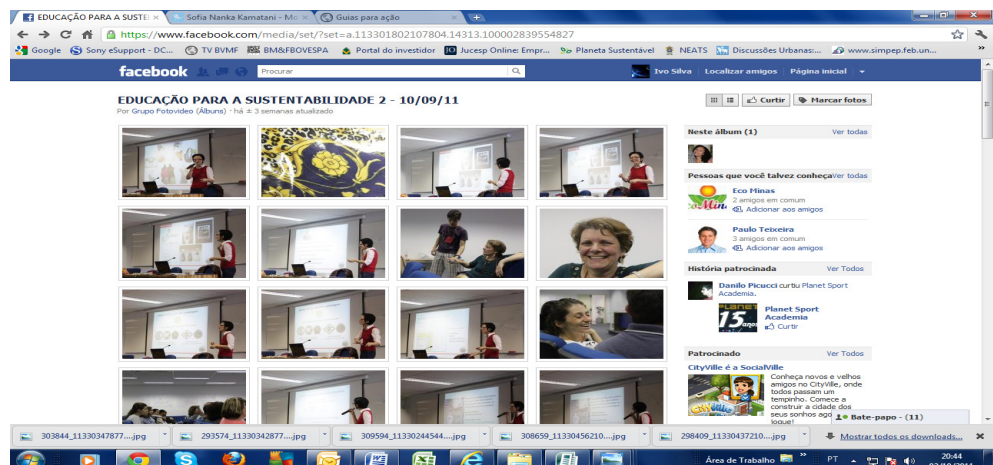 EDUCAÇÃO PARA A SUSTE
Sofia Nanka Kamatani - Mo
Guias para ação
https://www.facebook.com/media/set/?set=a.113301802107804.14313.100002839554827
Google
Sony eSupport - DC...
TV BVMF
BM&FBOVESPA
Portal do investidor
Jucesp Online: Empr...
Planeta Sustentável
NEATS
Discussões Urbanas:...
www.simpep.feb.un...
facebook
Procurar
Ivo Silva
Localizar amigos
Página inicial
EDUCAÇÃO PARA A SUSTENTABILIDADE 2 - 10/09/11
Por Grupo Fotovideo (Álbuns) · há ± 3 semanas atualizado
Curtir
Marcar fotos
Neste álbum (1) Ver todas
Pessoas que você talvez conheça Ver todas
Eco Minas
2 amigos em comum
Adicionar aos amigos
Paulo Teixeira
3 amigos em comum
Adicionar aos amigos
História patrocinada Ver Todos
Danilo Picucci curtiu Planet Sport
Academia.
PLANET
15 anos
Planet Sport
Academia
Curtir
Patrocinado Ver Todos
CityVille é a SocialVille
Conheça novos e velhos
amigos no CityVille, onde
todos passam um
tempinho. Comece a
construir a cidade dos
seus sonhos ago
jogue!
Bate-papo - (11)
303844_11330347877....jpg
293574_11330342877....jpg
309594_1133024544....jpg
308659_11330456210....jpg
298409_11330437210....jpg
Mostrar todos os downloads...
Área de Trabalho
PT
20:44